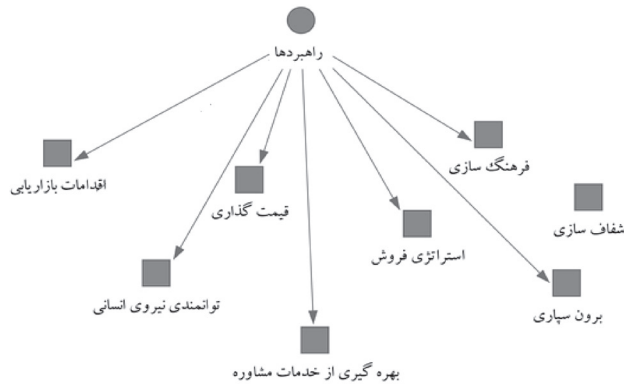 راهبردها
فرهنگ سازی
اقدامات بازاریابی
قیمت گذاری
شفاف سازی
استراتژی فروش
توانمندی نیروی انسانی
برون سپاری
بهره گیری از خدمات مشاوره